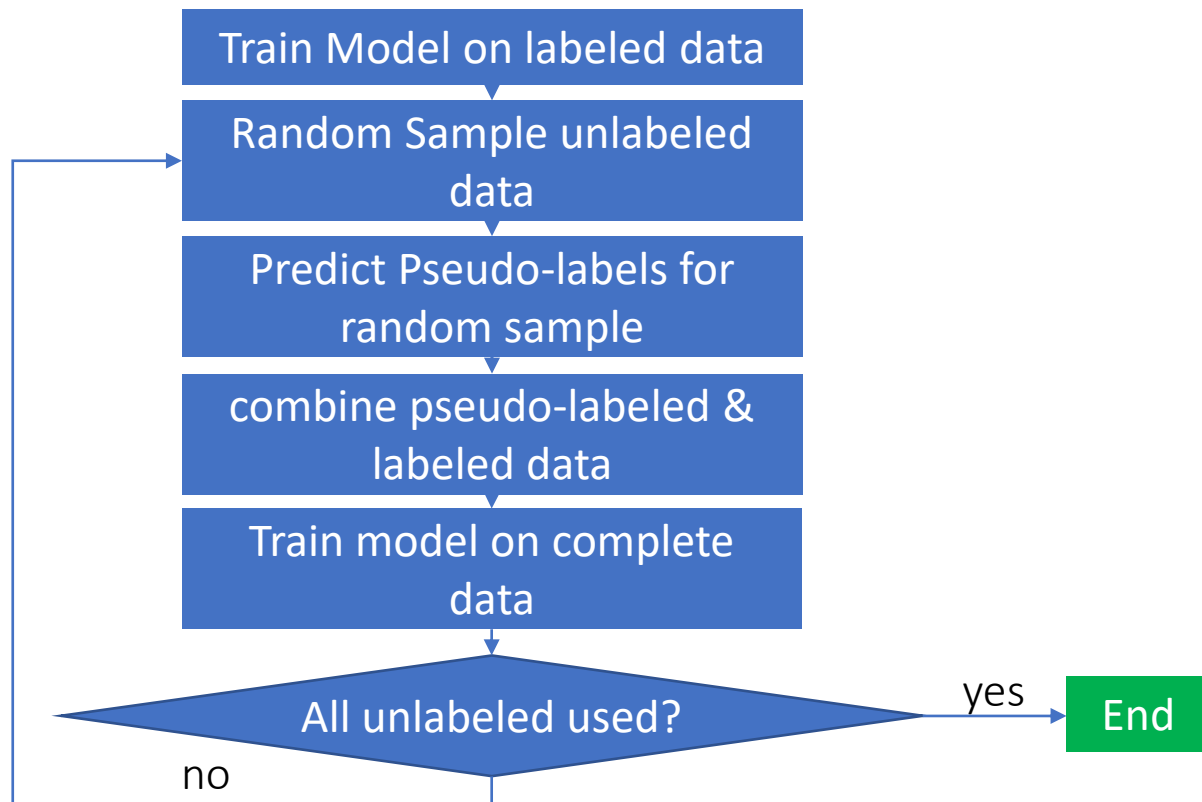 Train Model on labeled data
Random Sample unlabeled
data
Predict Pseudo-labels for
random sample
combine pseudo-labeled &
labeled data
Train model on complete
data
All unlabeled used?
yes
End
no